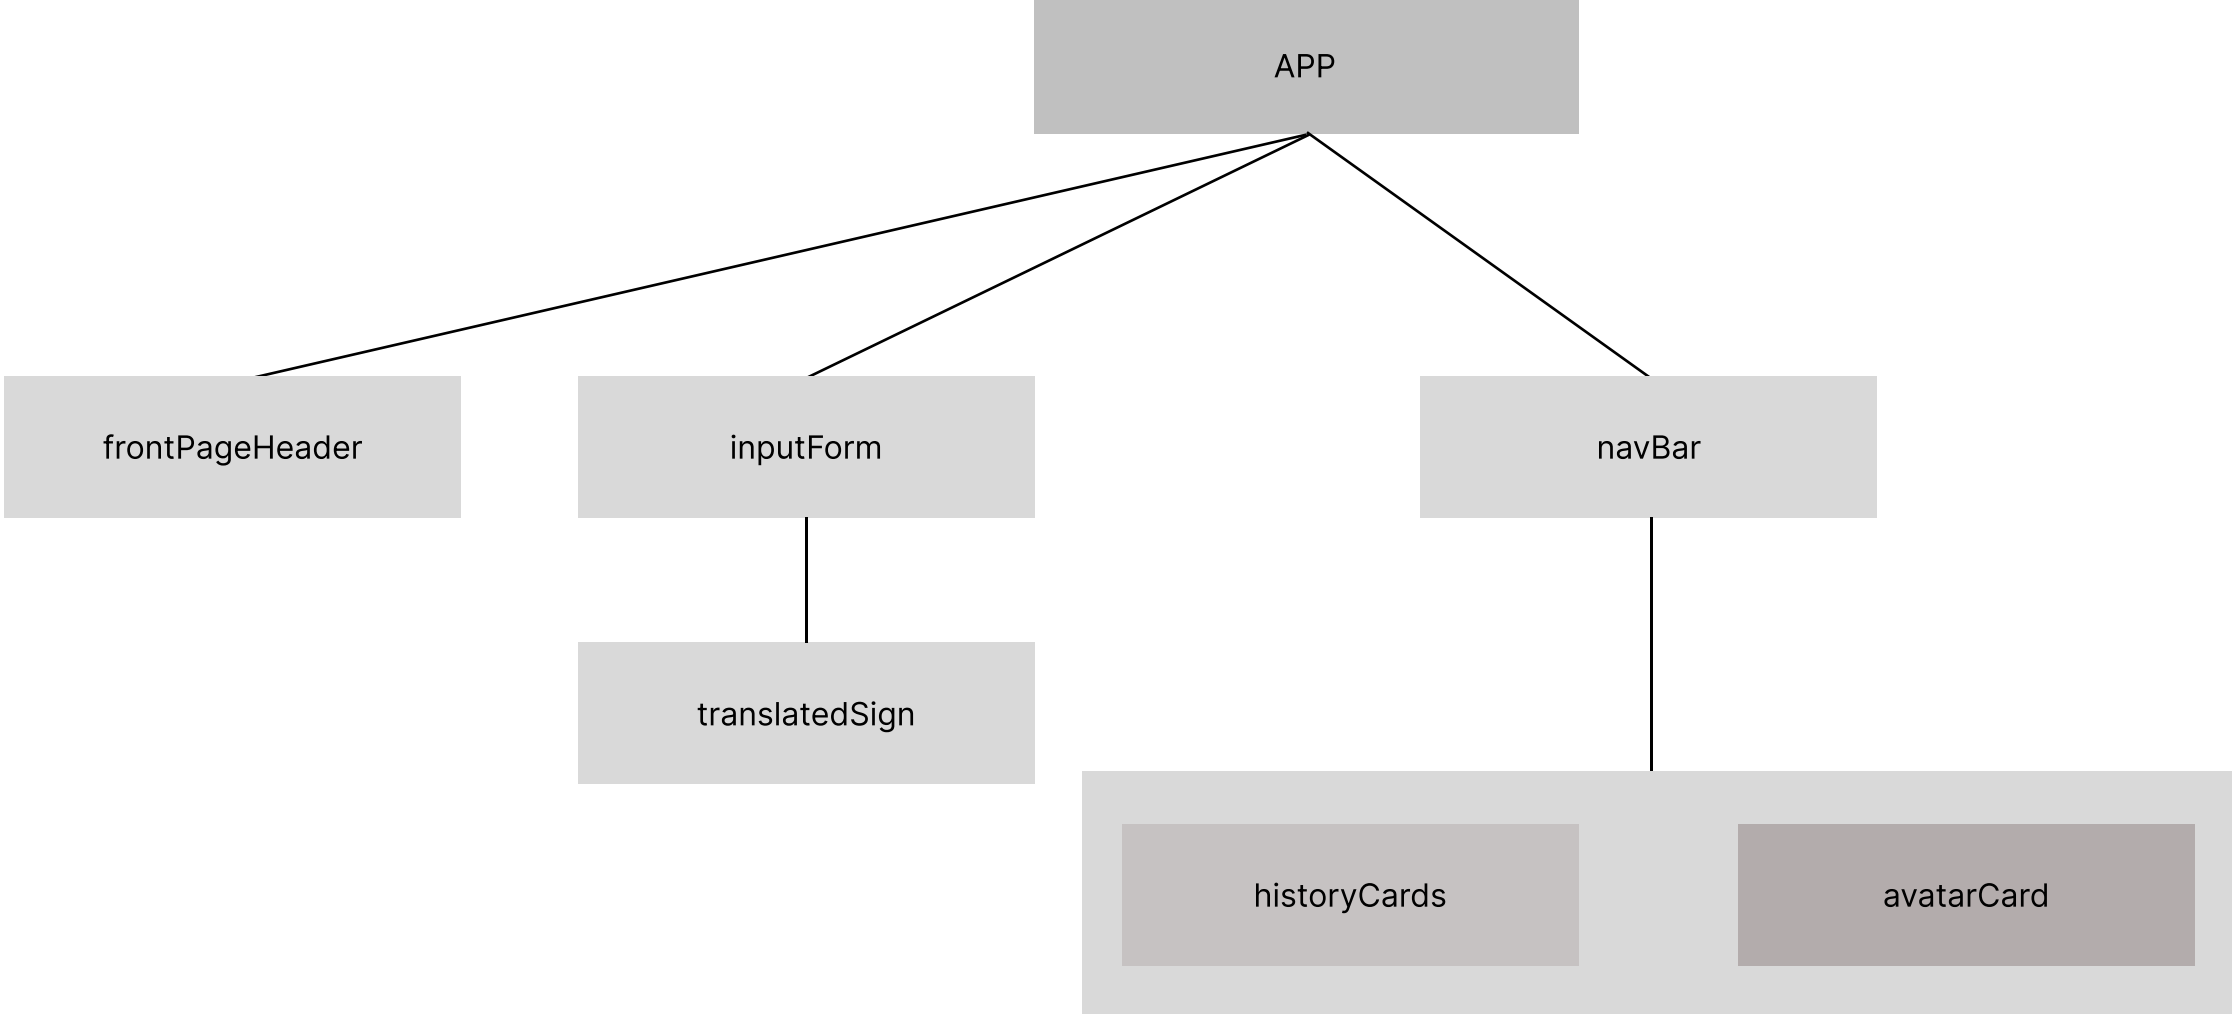 APP
frontPageHeader
inputForm
navBar
translatedSign
historyCards
avatarCard